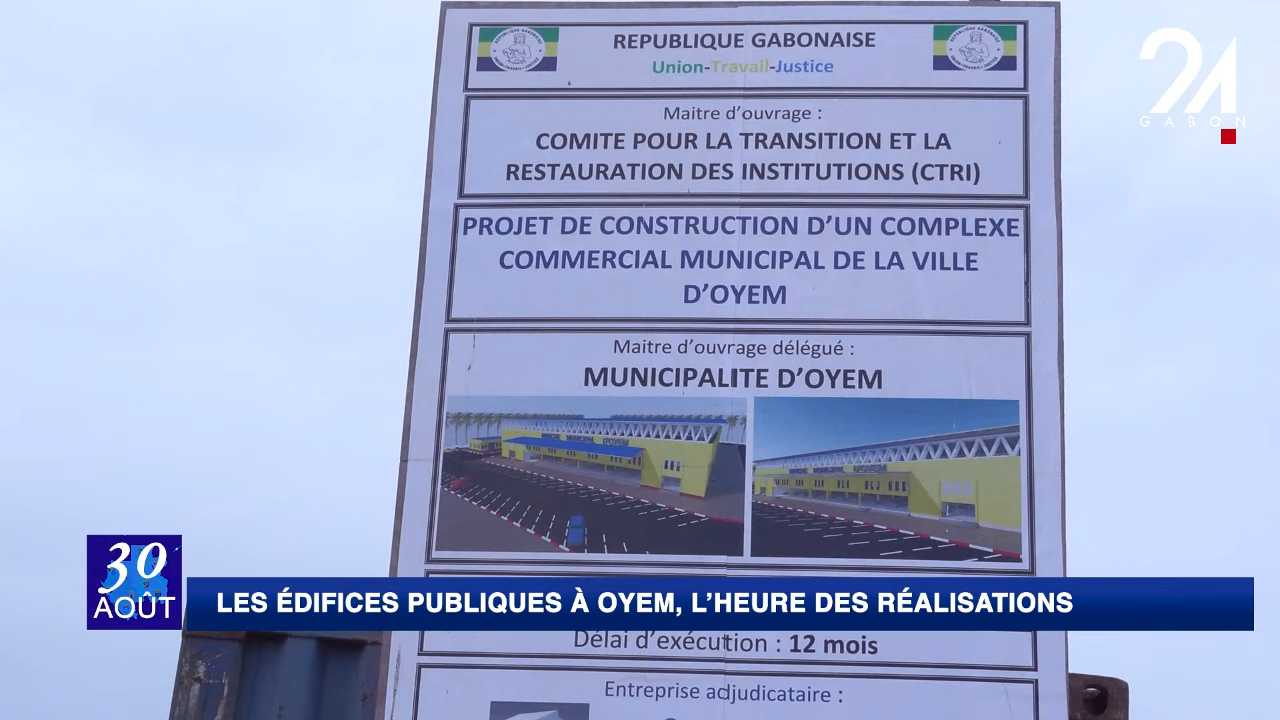 REPUBLIQUE GABONAISE
Union-Travail-Justice
Maitre d'ouvrage :
COMITE POUR LA TRANSITION ET LA
RESTAURATION DES INSTITUTIONS (CTRI)
PROJET DE CONSTRUCTION D'UN COMPLEXE
COMMERCIAL MUNICIPAL DE LA VILLE
D'OYEM
Maitre d'ouvrage délégué :
MUNICIPALITE D'OYEM
30
AOÛT
LES ÉDIFICES PUBLIQUES À OYEM, L'HEURE DES RÉALISATIONS
Délai d'exécution : 12 mois
Entreprise adjudicataire :
24
GABON